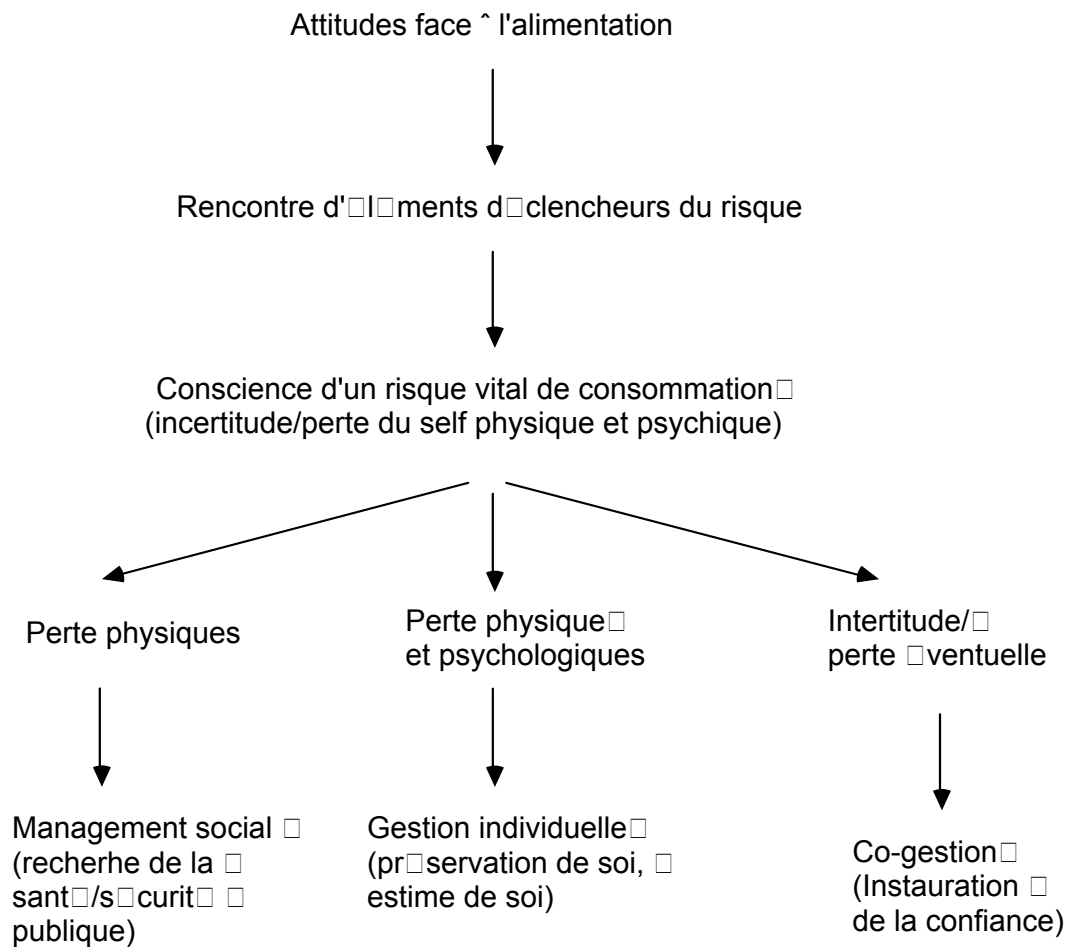 Attitudes face ˆ l'alimentation
Rencontre d'□l□ments d□clencheurs du risque
Conscience d'un risque vital de consommation□
(incertitude/perte du self physique et psychique)
Perte physiques
Perte physique□
et psychologiques
Intertitude/□
perte □ventuelle
Management social □
(recherhe de la □
sant□/s□curit□ □
publique)
Gestion individuelle□
(pr□servation de soi, □
estime de soi)
Co-gestion□
(Instauration □
de la confiance)